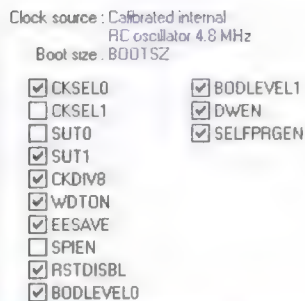 Clock source : Calibrated internal
RC oscillator 4.8 MHz
Boot size : BOOTSZ
CKSEL0
CKSEL1
SUT0
SUT1
CKDIV8
WDTON
EESAVE
SPIEN
RSTDISBL
BODLEVEL0
BODLEVEL1
DWEN
SELFPRGEN